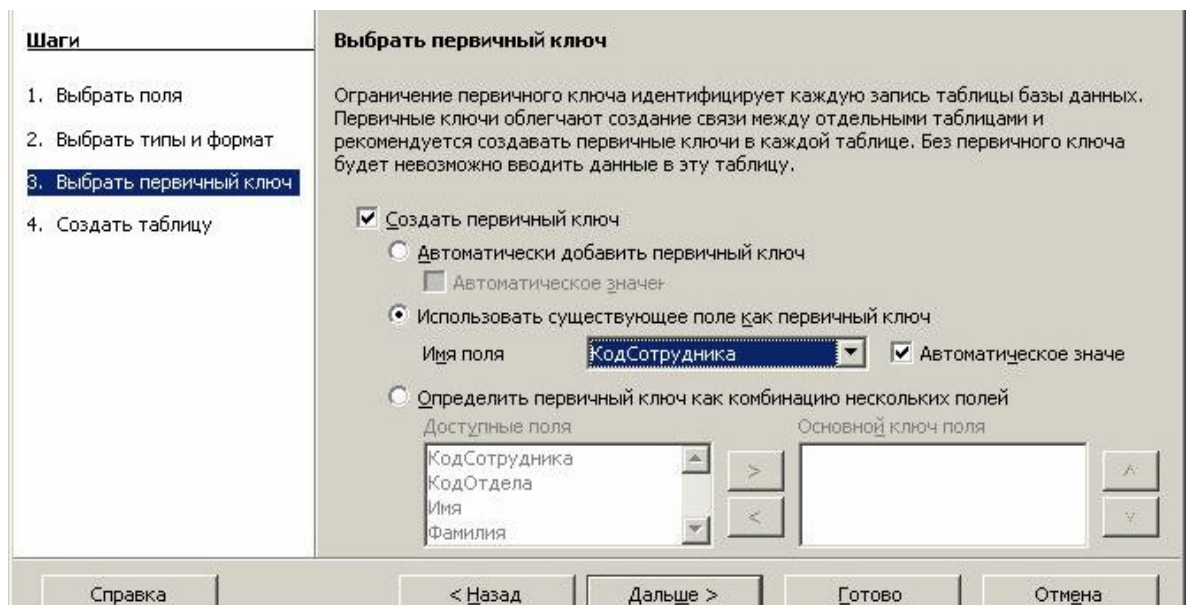 Шаги
1. Выбрать поля
2. Выбрать типы и формат
3. Выбрать первичный ключ
4. Создать таблицу
Выбрать первичный ключ
Ограничение первичного ключа идентифицирует каждую запись таблицы базы данных.
Первичные ключи облегчают создание связи между отдельными таблицами и
рекомендуется создавать первичные ключи в каждой таблице. Без первичного ключа
будет невозможно вводить данные в эту таблицу.
Создать первичный ключ
Автоматически добавить первичный ключ
Автоматическое значен
Использовать существующее поле как первичный ключ
Имя поля КодСотрудника Автоматическое значе
Определить первичный ключ как комбинацию нескольких полей
Доступные поля Основной ключ поля
КодСотрудника
КодОтдела
Имя
Фамилия
> 
<
^
v
Справка < Назад Дальше > Готово Отмена